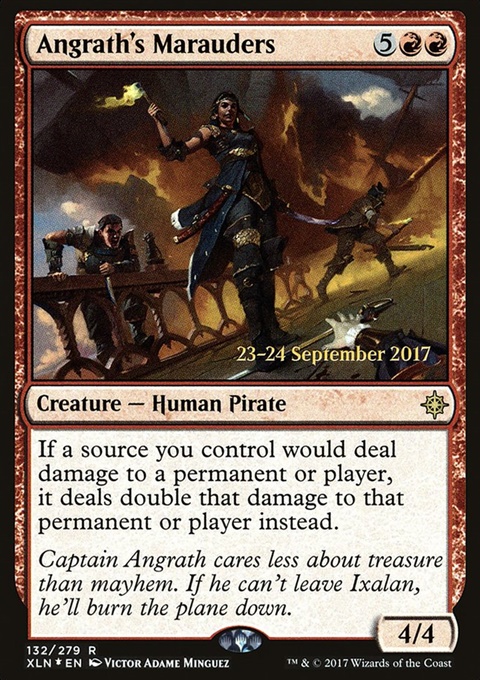 Angrath's Marauders 5
23–24 September 2017
Creature — Human Pirate
If a source you control would deal
damage to a permanent or player,
it deals double that damage to that
permanent or player instead.
Captain Angrath cares less about treasure
than mayhem. If he can't leave Ixalan,
he'll burn the plane down.
4/4
132/279 R
XLN ★ EN Victor Adame Minguez
™ & © 2017 Wizards of the Coast